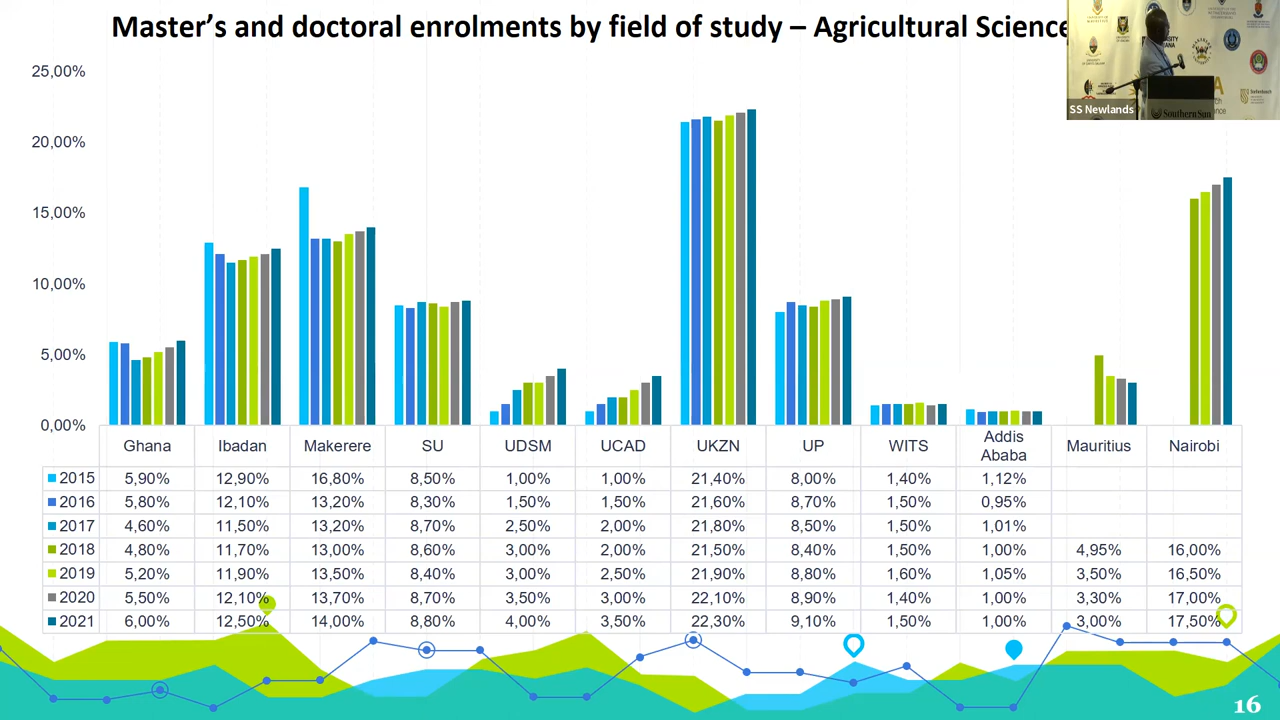 Master's and doctoral enrolments by field of study – Agricultural Science
SS Newlands
Southern Sun
25,00%
20,00%
15,00%
10,00%
5,00%
0,00%
Ghana Ibadan Makerere SU UDSM UCAD UKZN UP WITS Addis Ababa Mauritius Nairobi
2015 5,90% 12,90% 16,80% 8,50% 1,00% 1,00% 21,40% 8,00% 1,40% 1,12%
2016 5,80% 12,10% 13,20% 8,30% 1,50% 1,50% 21,60% 8,70% 1,50% 0,95%
2017 4,60% 11,50% 13,20% 8,70% 2,50% 2,00% 21,80% 8,50% 1,50% 1,01%
2018 4,80% 11,70% 13,00% 8,60% 3,00% 2,00% 21,50% 8,40% 1,50% 1,00% 4,95% 16,00%
2019 5,20% 11,90% 13,50% 8,40% 3,00% 2,50% 21,90% 8,80% 1,60% 1,05% 3,50% 16,50%
2020 5,50% 12,10% 13,70% 8,70% 3,50% 3,00% 22,10% 8,90% 1,40% 1,00% 3,30% 17,00%
2021 6,00% 12,50% 14,00% 8,80% 4,00% 3,50% 22,30% 9,10% 1,50% 1,00% 3,00% 17,50%
16